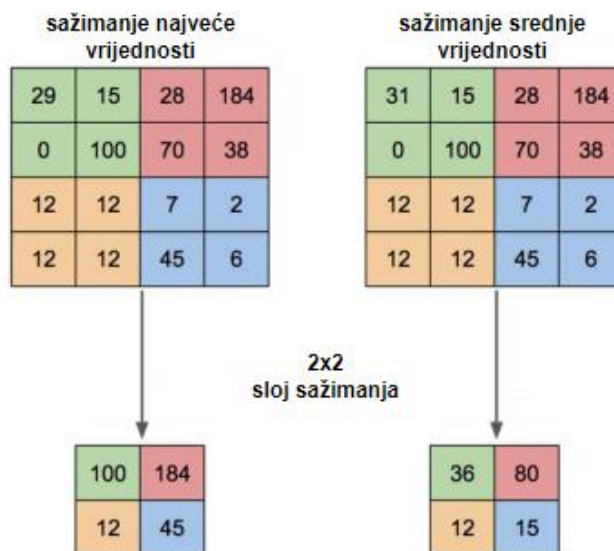 sažimanje najveće
vrijednosti
29 15 28 184
0 100 70 38
12 12 7 2
12 12 45 6
sažimanje srednje
vrijednosti
31 15 28 184
0 100 70 38
12 12 7 2
12 12 45 6
2x2
sloj sažimanja
100 184
12 45
36 80
12 15